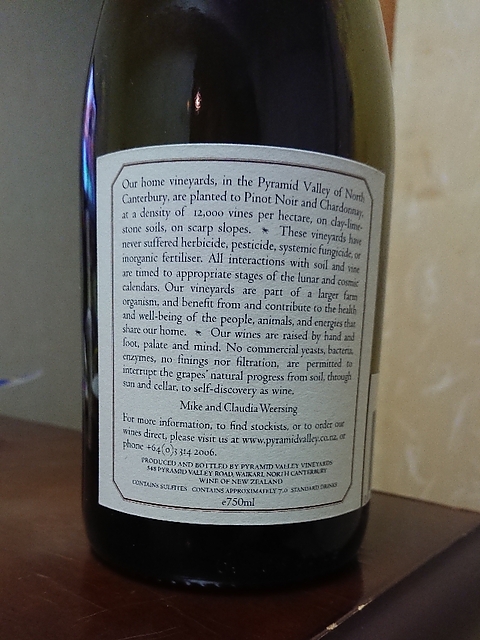 Our home vineyards, in the Pyramid Valley of North
Canterbury, are planted to Pinot Noir and Chardonnay,
at a density of 12,000 vines per hectare, on clay-lime-
stone soils, on scarp slopes. * These vineyards have
never suffered herbicide, pesticide, systemic fungicide, or
inorganic fertiliser. All interactions with soil and vine
are timed to appropriate stages of the lunar and cosmic
calendars. Our vineyards are part of a larger farm
organism, and benefit from and contribute to the health
and well-being of the people, animals, and energies that
share our home. * Our wines are raised by hand and
foot, palate and mind. No commercial yeasts, bacteria,
enzymes, no finings nor filtration, are permitted to
interrupt the grapes' natural progress from soil, through
sun and cellar, to self-discovery as wine.
Mike and Claudia Weersing
For more information, to find stockists, or to order our
wines direct, please visit us at www.pyramidvalley.co.nz, or
phone +64(0)3 314 2006.
PRODUCED AND BOTTLED BY PYRAMID VALLEY VINEYARDS
548 PYRAMID VALLEY ROAD, WAIKARI, NORTH CANTERBURY
WINE OF NEW ZEALAND
CONTAINS SULFITES CONTAINS APPROXIMATELY 7.0 STANDARD DRINKS
e750ml